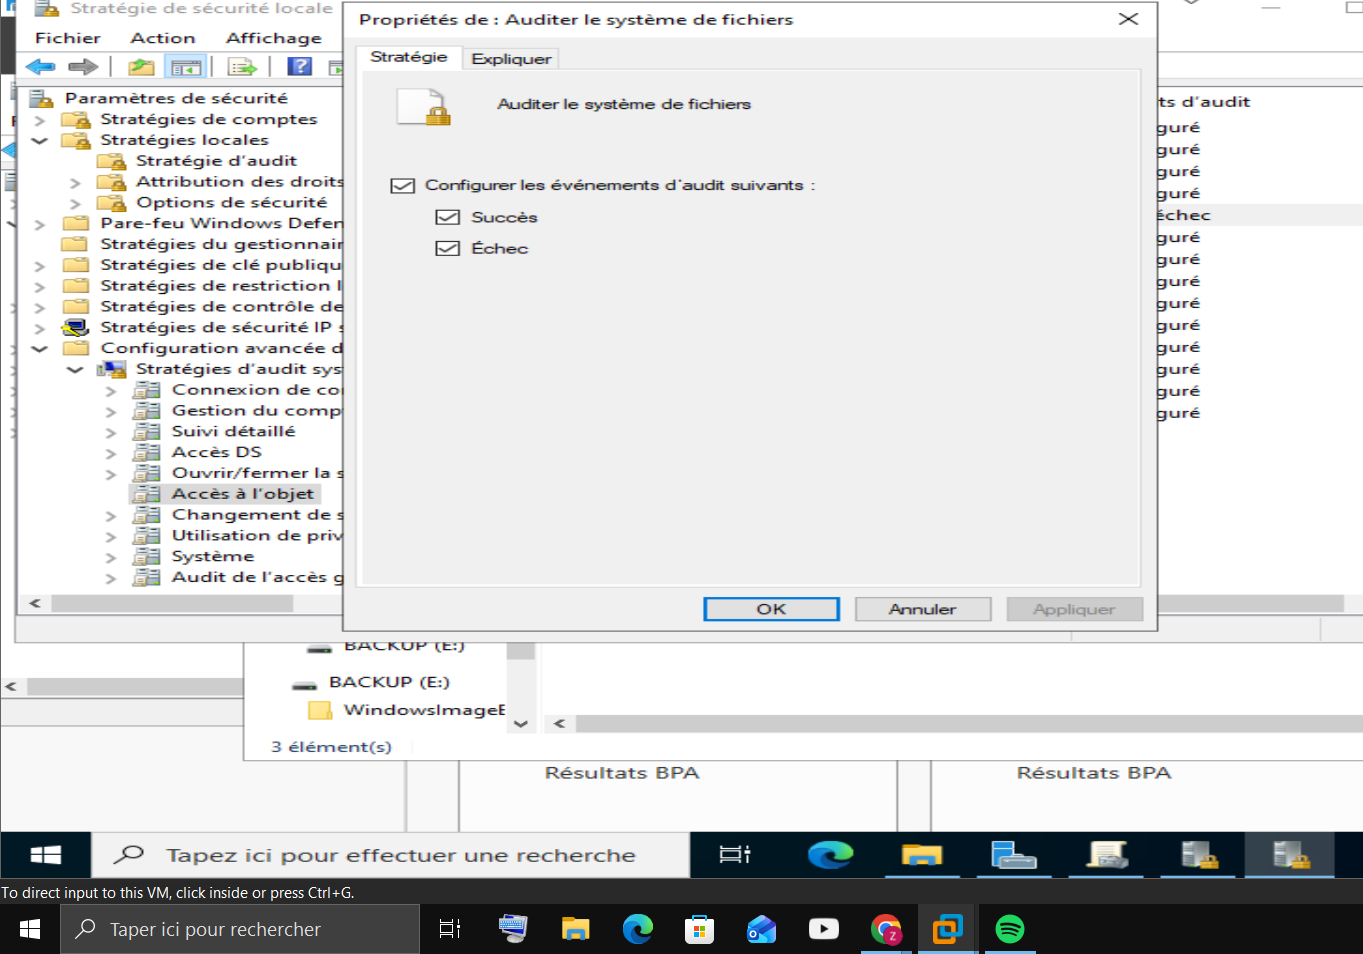 Stratégie de sécurité locale
Fichier Action Affichage
Paramètres de sécurité
Stratégies de comptes
Stratégies locales
Stratégie d'audit
Attribution des droits
Options de sécurité
Pare-feu Windows Defen
Stratégies du gestionnair
Stratégies de clé publiqu
Stratégies de restriction l
Stratégies de contrôle de
Stratégies de sécurité IP s
Configuration avancée d
Stratégies d'audit sys
Connexion de co
Gestion du comp
Suivi détaillé
Accès DS
Ouvrir/fermer la s
Accès à l'objet
Changement de s
Utilisation de priv
Système
Audit de l'accès g
Propriétés de : Auditer le système de fichiers
Stratégie Expliquer
Auditer le système de fichiers
Configurer les événements d'audit suivants :
Succès
Échec
OK Annuler Appliquer
ts d'audit
guré
guré
guré
guré
échec
guré
guré
guré
guré
guré
guré
guré
guré
guré
BACKUP (E:)
BACKUP (E:)
WindowsImageB
3 élément(s)
Résultats BPA Résultats BPA
Tapez ici pour effectuer une recherche
To direct input to this VM, click inside or press Ctrl+G.
Taper ici pour rechercher